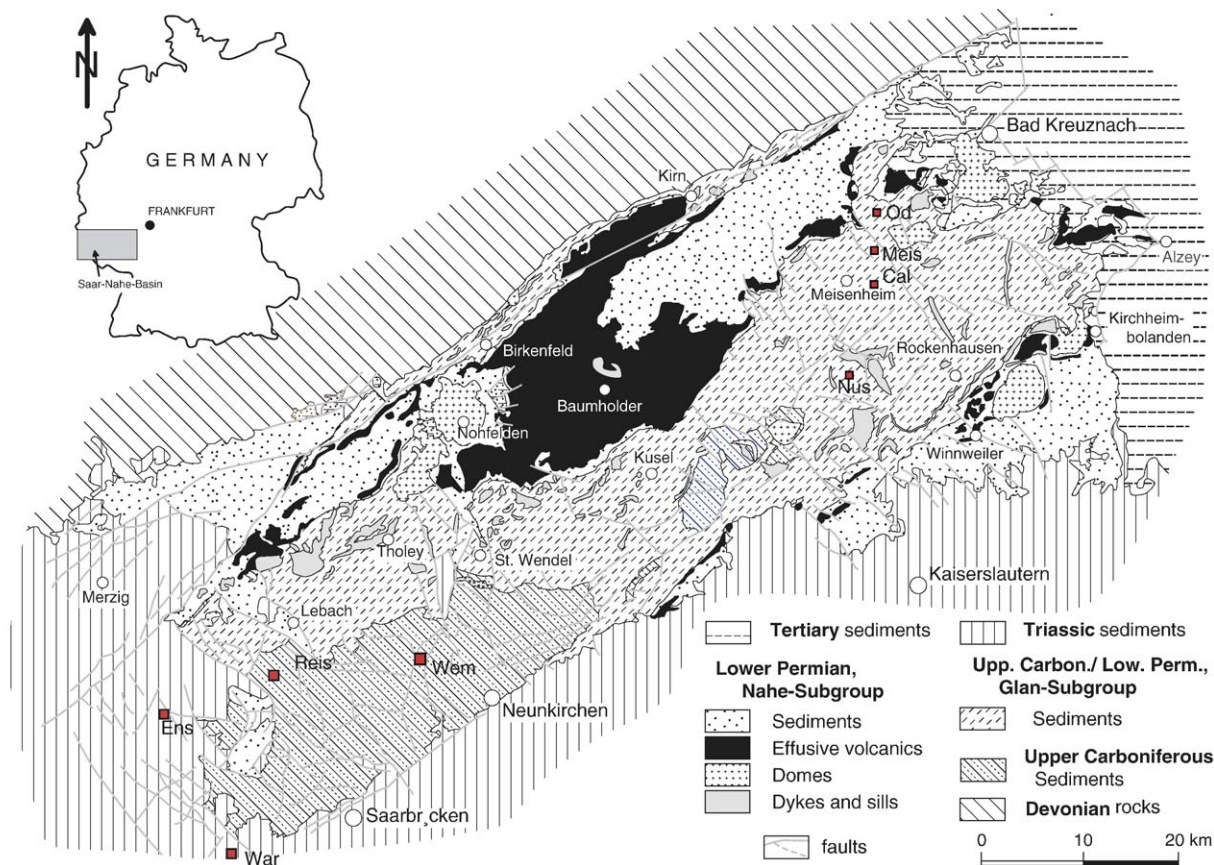 N
GERMANY
FRANKFURT
Saar-Nahe-Basin
Bad Kreuznach
Kirn
Od
Meis
Cal
Meisenheim
Alzey
Kirchheim-
bolanden
Birkenfeld
Rockenhausen
Nus
Baumholder
Nohfelden
Kusel
Winnweiler
Tholey
St. Wendel
Merzig
Lebach
Kaiserslautern
Reis
Wem
Ens
Neunkirchen
Saarbr¸cken
War
Tertiary sediments
Lower Permian,
Nahe-Subgroup
Sediments
Effusive volcanics
Domes
Dykes and sills
faults
Triassic sediments
Upp. Carbon./ Low. Perm.,
Glan-Subgroup
Sediments
Upper Carboniferous
Sediments
Devonian rocks
0 10 20 km